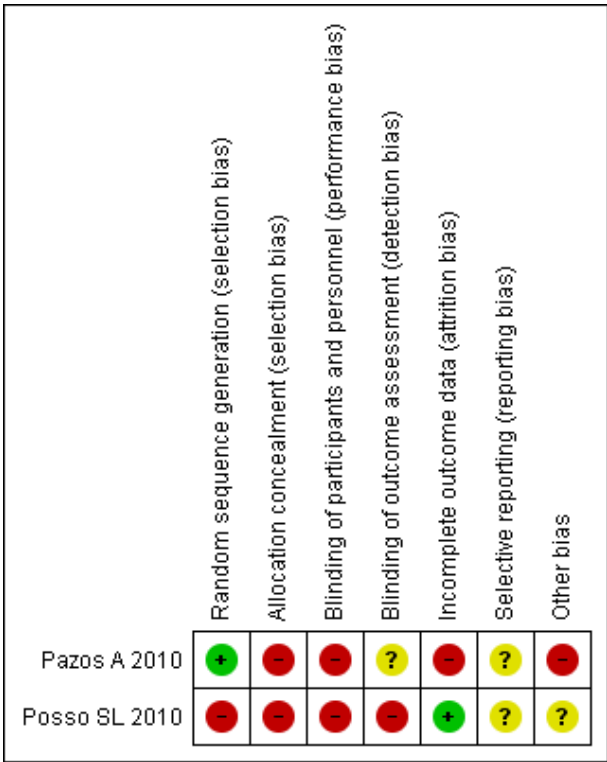 Random sequence generation (selection bias)
Allocation concealment (selection bias)
Blinding of participants and personnel (performance bias)
Blinding of outcome assessment (detection bias)
Incomplete outcome data (attrition bias)
Selective reporting (reporting bias)
Other bias
Pazos A 2010 + - - ? - ? -
Posso SL 2010 - - - - + ? ?